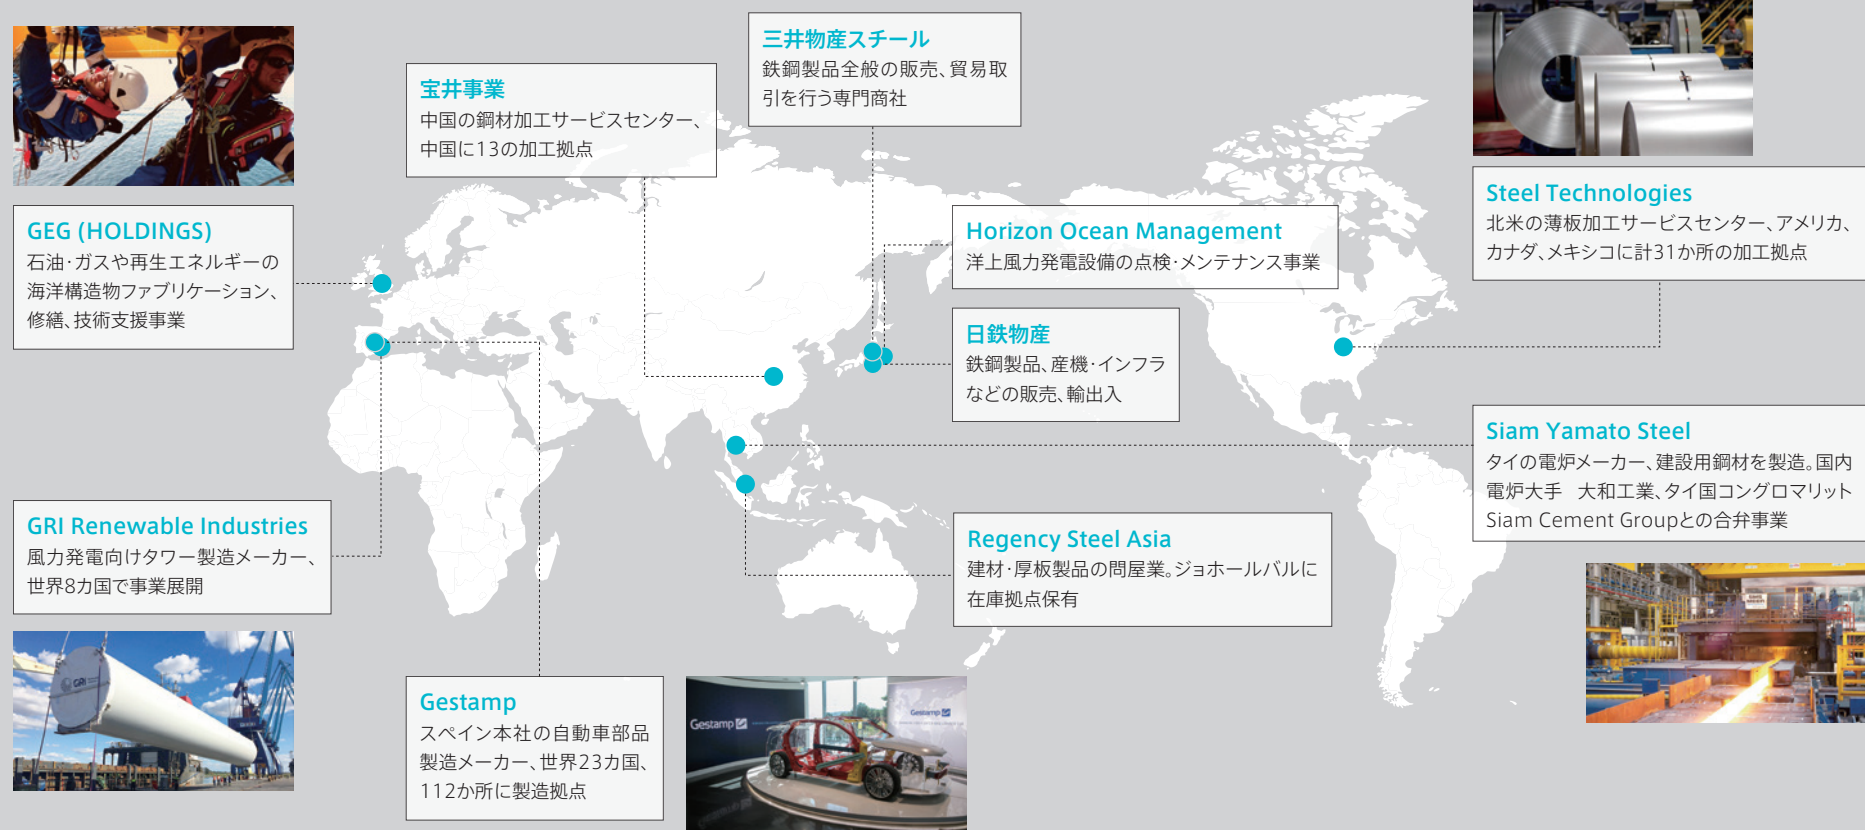 三井物産スチール
鉄鋼製品全般の販売、貿易取
引を行う専門商社
宝井事業
中国の鋼材加工サービスセンター、
中国に13の加工拠点
Steel Technologies
北米の薄板加工サービスセンター、アメリカ、
カナダ、メキシコに計31か所の加工拠点
GEG (HOLDINGS)
石油・ガスや再生エネルギーの
海洋構造物ファブリケーション、
修繕、技術支援事業
Horizon Ocean Management
洋上風力発電設備の点検・メンテナンス事業
日鉄物産
鉄鋼製品、産機・インフラ
などの販売、輸出入
Siam Yamato Steel
タイの電炉メーカー、建設用鋼材を製造。国内
電炉大手　大和工業、タイ国コングロマリット
Siam Cement Groupとの合弁事業
GRI Renewable Industries
風力発電向けタワー製造メーカー、
世界8カ国で事業展開
Regency Steel Asia
建材・厚板製品の問屋業。ジョホールバルに
在庫拠点保有
GRI
Gestamp
スペイン本社の自動車部品
製造メーカー、世界23カ国、
112か所に製造拠点
Gestamp
Gestamp